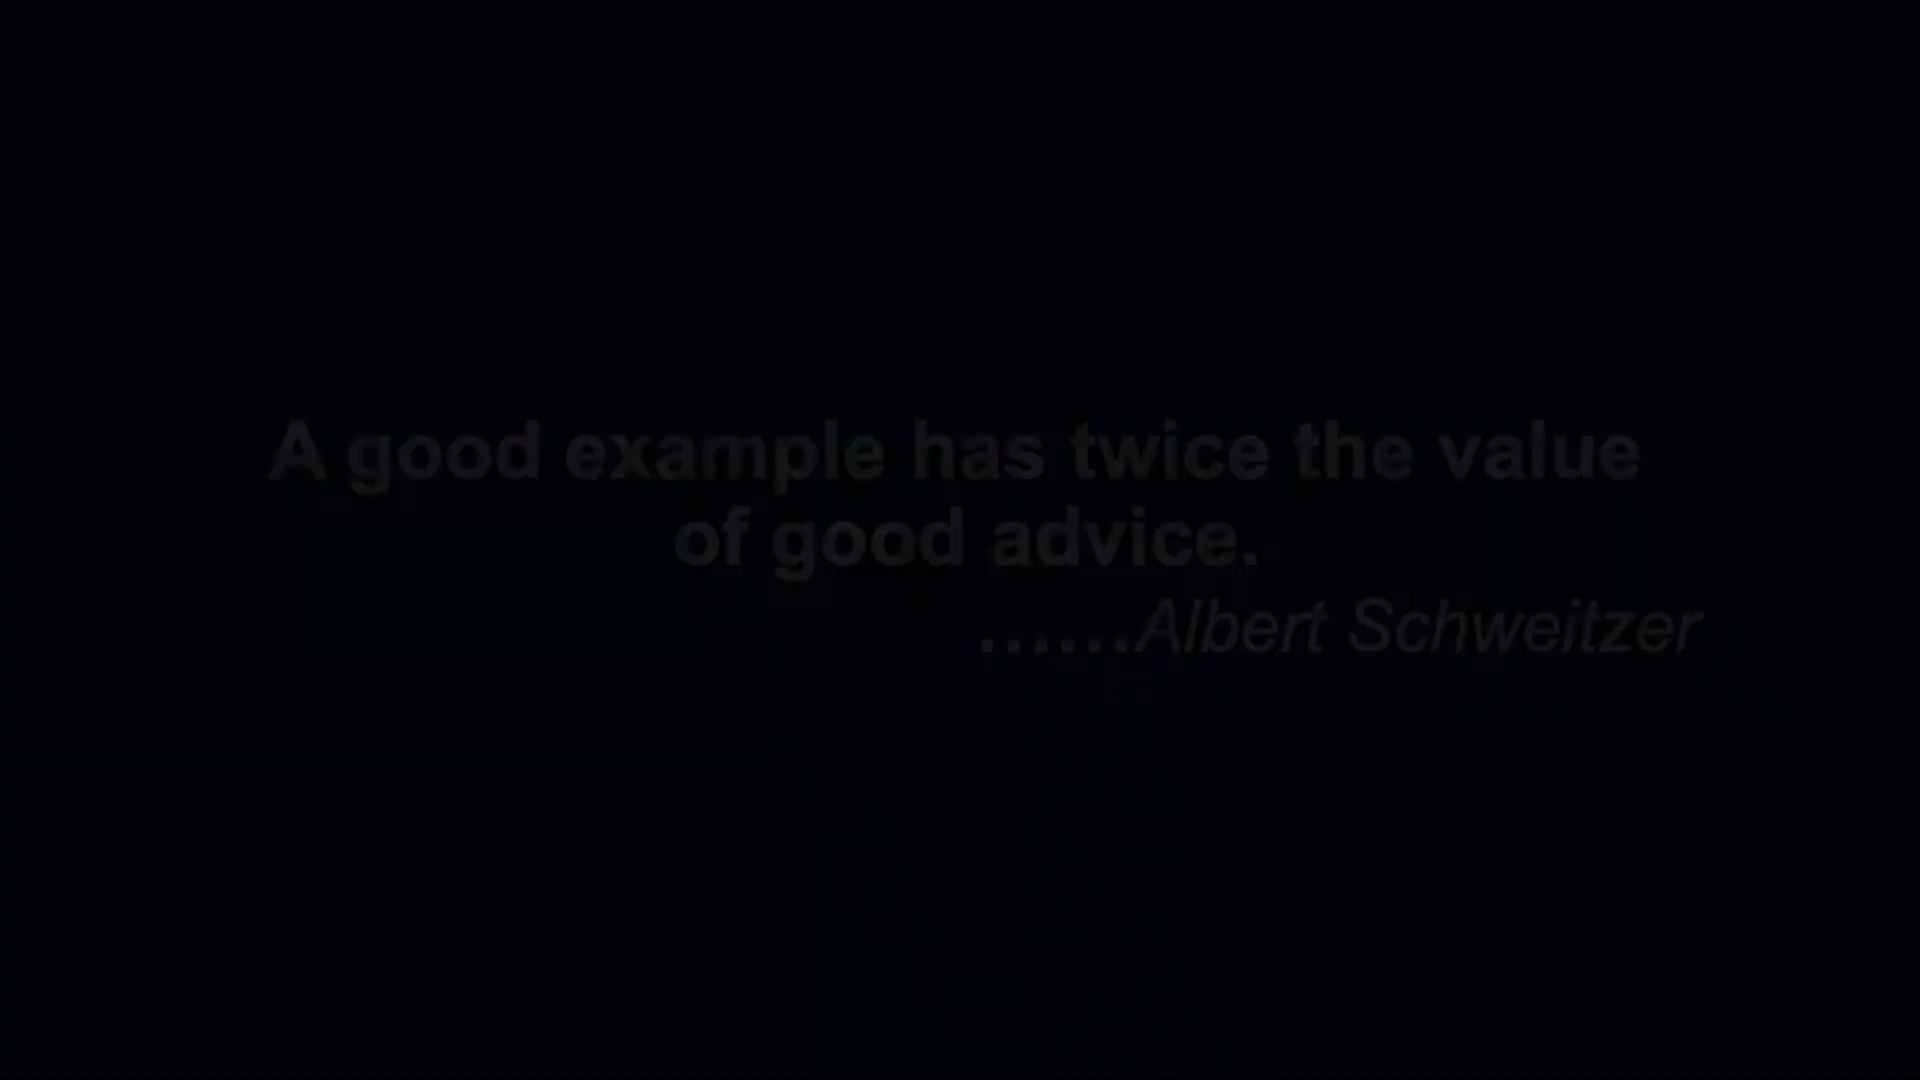 A good example has twice the value
of good advice.
......Albert Schweitzer